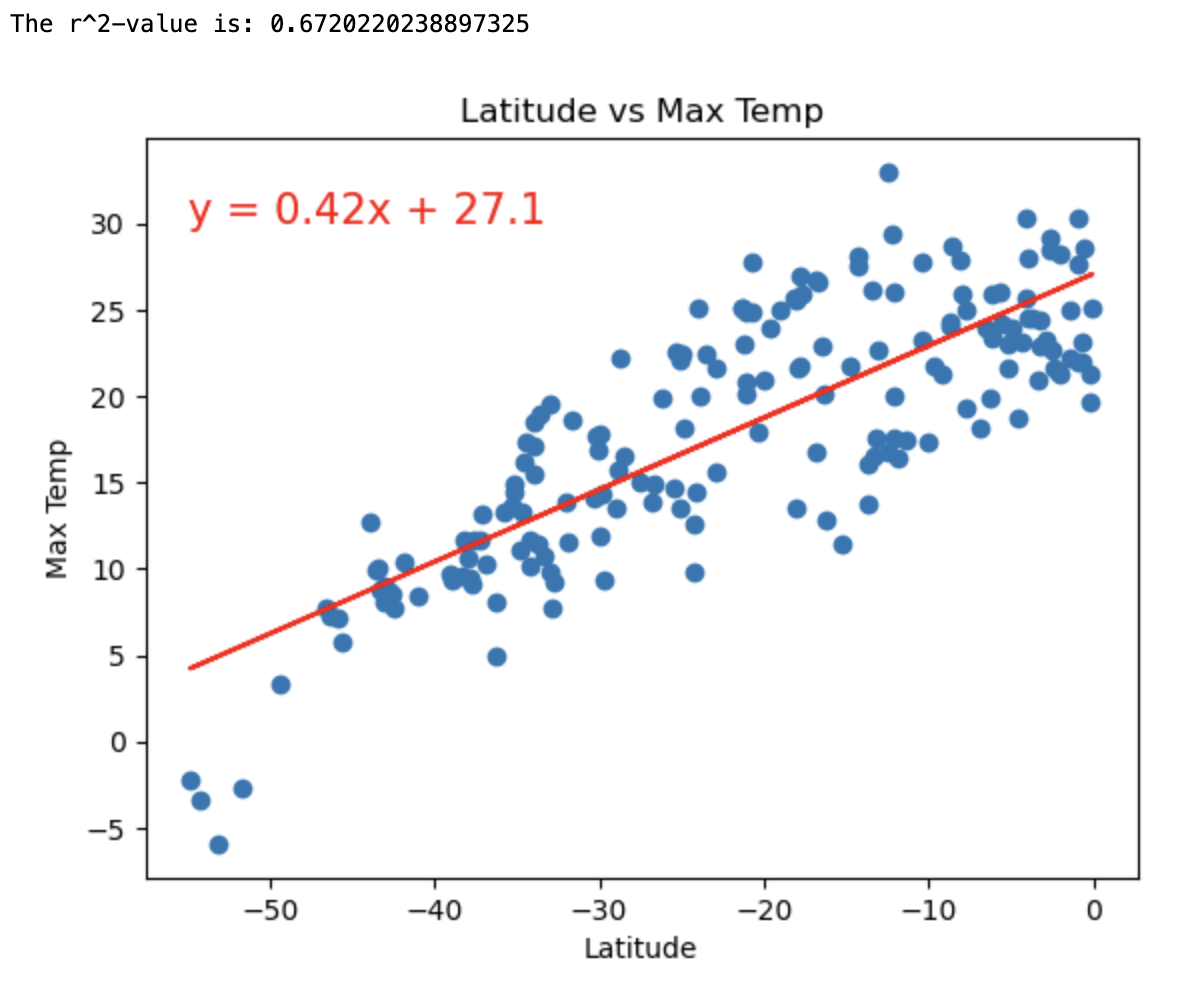 The r^2-value is: 0.6720220238897325
Latitude vs Max Temp
y = 0.42x + 27.1
30
25
20
15
10
5
0
−5
Max Temp
−50 −40 −30 −20 −10 0
Latitude